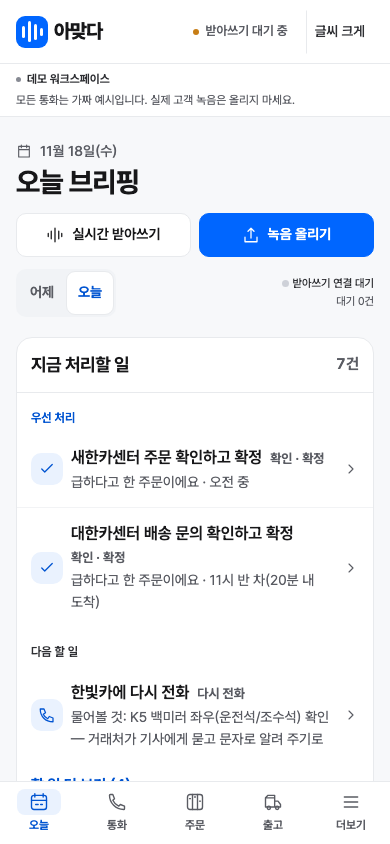 아맞다
받아쓰기 대기 중
글씨 크게
데모 워크스페이스
모든 통화는 가짜 예시입니다. 실제 고객 녹음은 올리지 마세요.
11월 18일(수)
오늘 브리핑
실시간 받아쓰기
녹음 올리기
어제
오늘
받아쓰기 연결 대기
대기 0건
지금 처리할 일
7건
우선 처리
새한카센터 주문 확인하고 확정 확인 · 확정
급하다고 한 주문이에요 · 오전 중
대한카센터 배송 문의 확인하고 확정
확인 · 확정
급하다고 한 주문이에요 · 11시 반 차(20분 내
도착)
다음 할 일
한빛카에 다시 전화 다시 전화
물어볼 것: K5 백미러 좌우(운전석/조수석) 확인
— 거래처가 기사에게 묻고 문자로 알려 주기로
오늘
통화
주문
출고
더보기